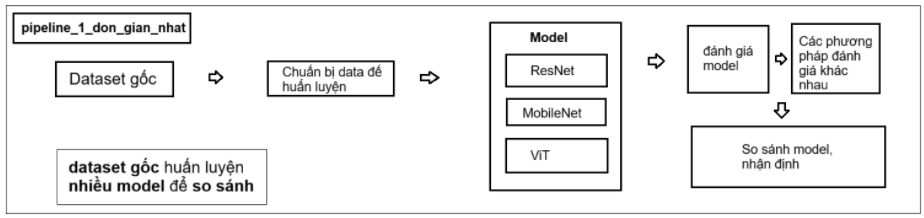 pipeline_1_don_gian_nhat
Dataset gốc
Chuẩn bị data để
huấn luyện
Model
ResNet
MobileNet
ViT
đánh giá
model
Các phương
pháp đánh
giá khác
nhau
So sánh model,
nhận định
dataset gốc huấn luyện
nhiều model để so sánh